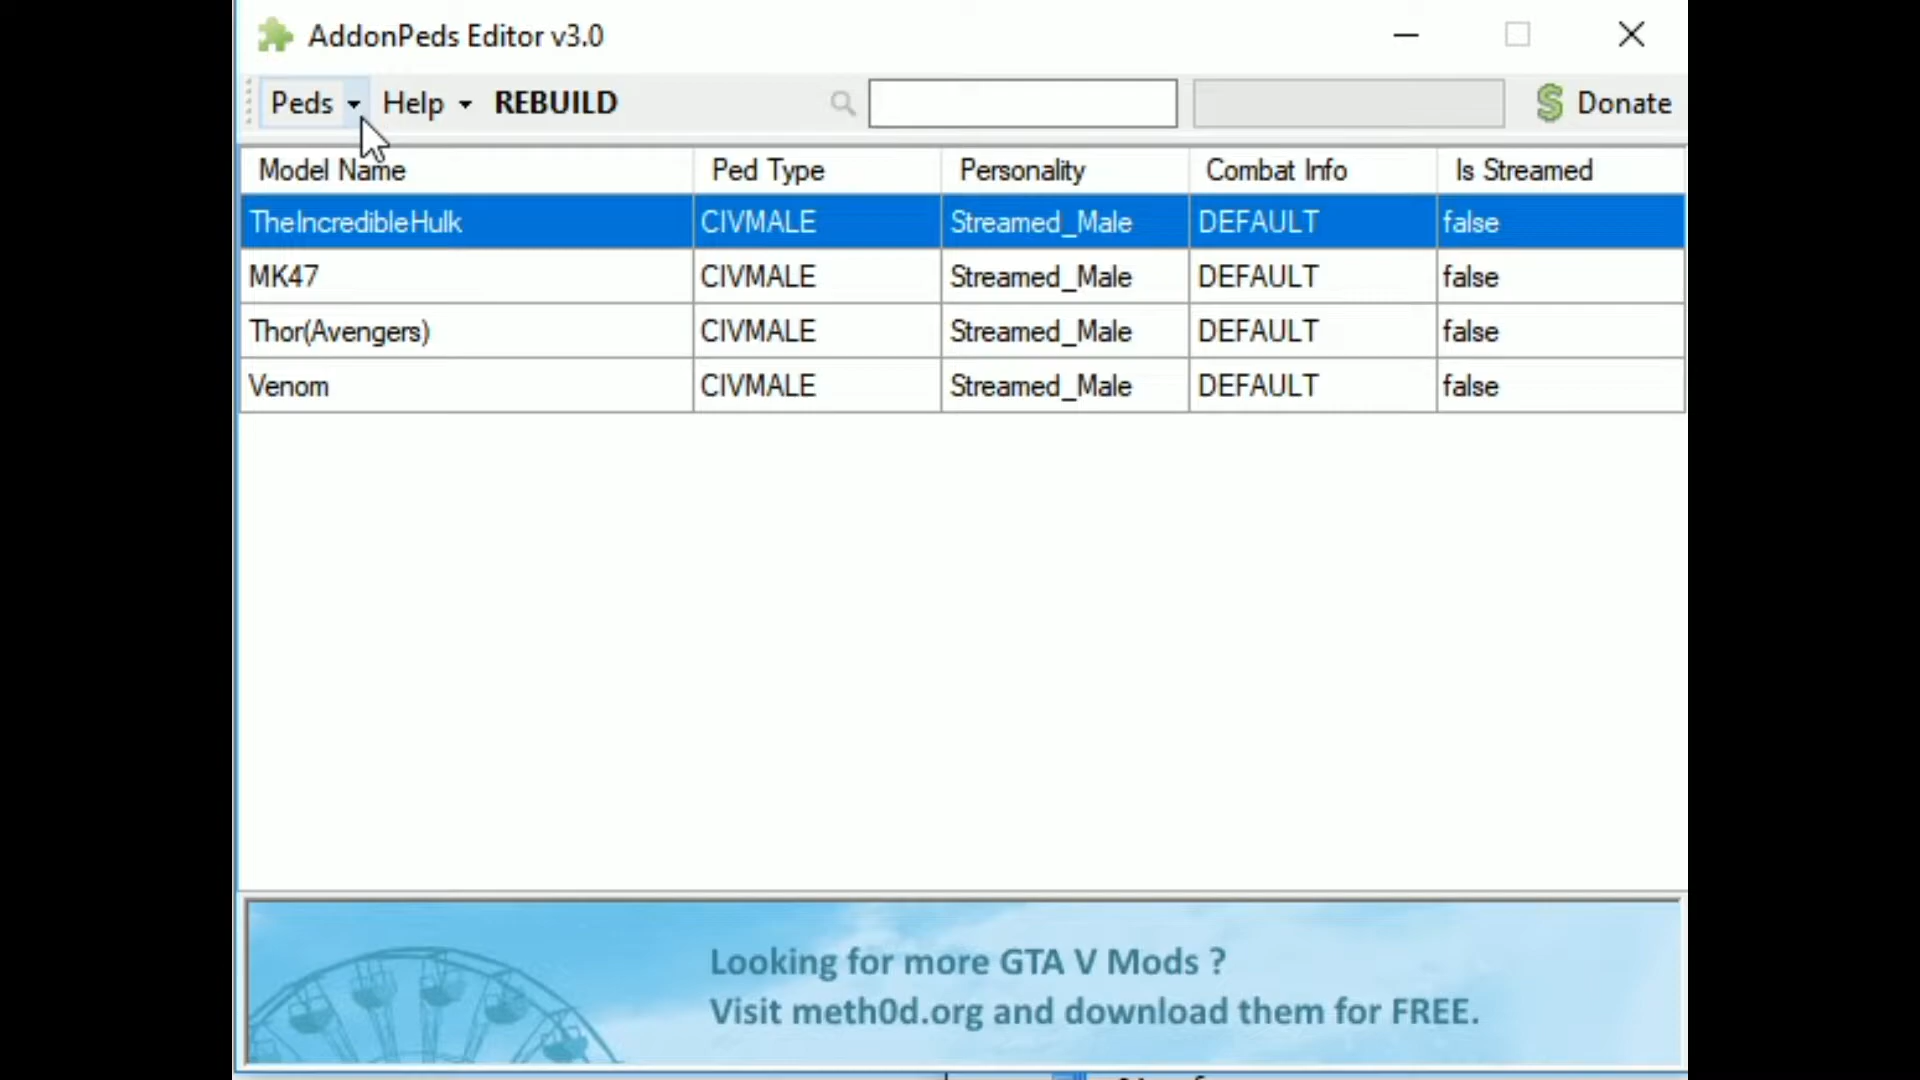 AddonPeds Editor v3.0
Peds Help REBUILD Donate
Model Name Ped Type Personality Combat Info Is Streamed
TheIncredibleHulk CIVMALE Streamed_Male DEFAULT false
MK47 CIVMALE Streamed_Male DEFAULT false
Thor(Avengers) CIVMALE Streamed_Male DEFAULT false
Venom CIVMALE Streamed_Male DEFAULT false
Looking for more GTA V Mods ?
Visit meth0d.org and download them for FREE.